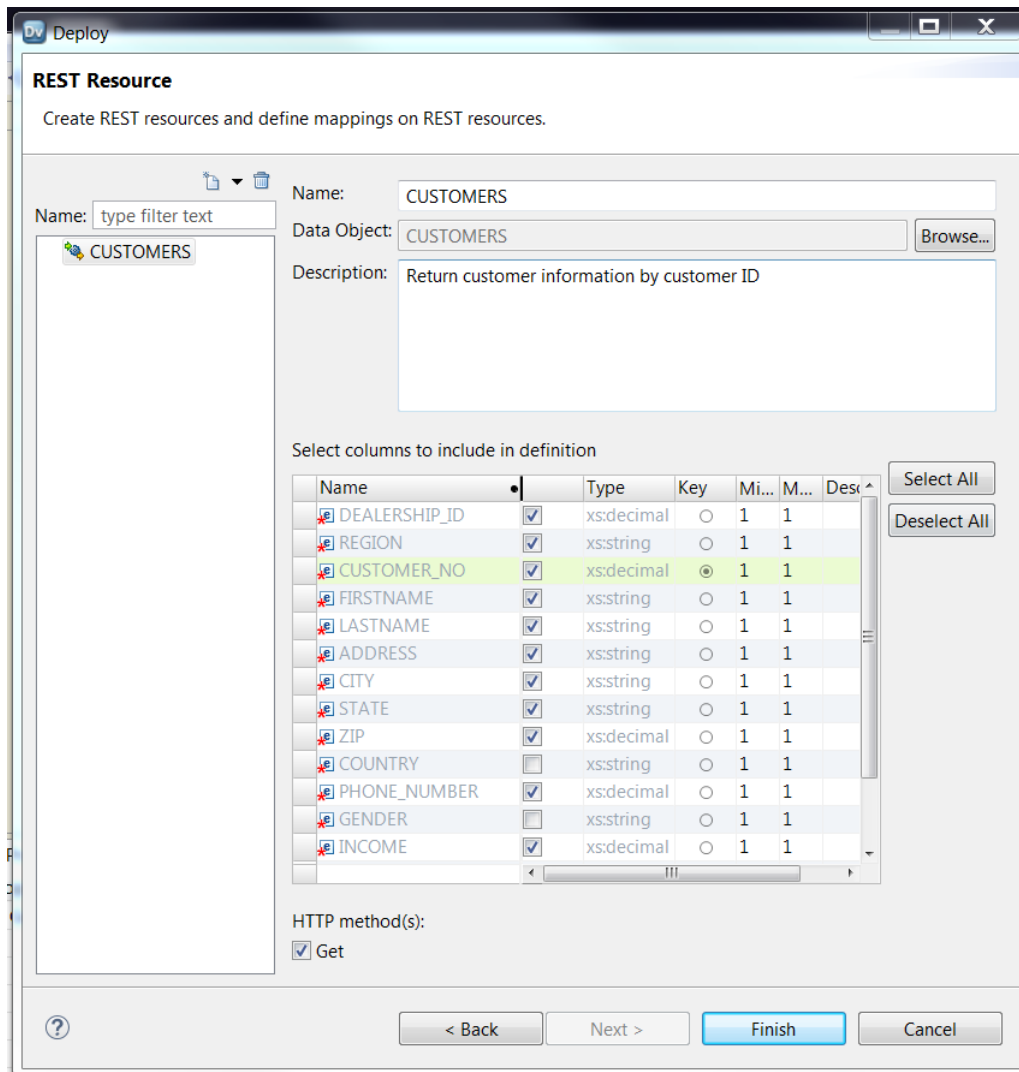 Dv Deploy
REST Resource
Create REST resources and define mappings on REST resources.
Name: type filter text
CUSTOMERS
Name: CUSTOMERS
Data Object: CUSTOMERS Browse...
Description: Return customer information by customer ID
Select columns to include in definition
Name Type Key Mi... M... Desc
DEALERSHIP_ID xs:decimal 1 1
REGION xs:string 1 1
CUSTOMER_NO xs:decimal 1 1
FIRSTNAME xs:string 1 1
LASTNAME xs:string 1 1
ADDRESS xs:string 1 1
CITY xs:string 1 1
STATE xs:string 1 1
ZIP xs:decimal 1 1
COUNTRY xs:string 1 1
PHONE_NUMBER xs:decimal 1 1
GENDER xs:string 1 1
INCOME xs:decimal 1 1
Select All
Deselect All
HTTP method(s):
Get
? < Back Next > Finish Cancel